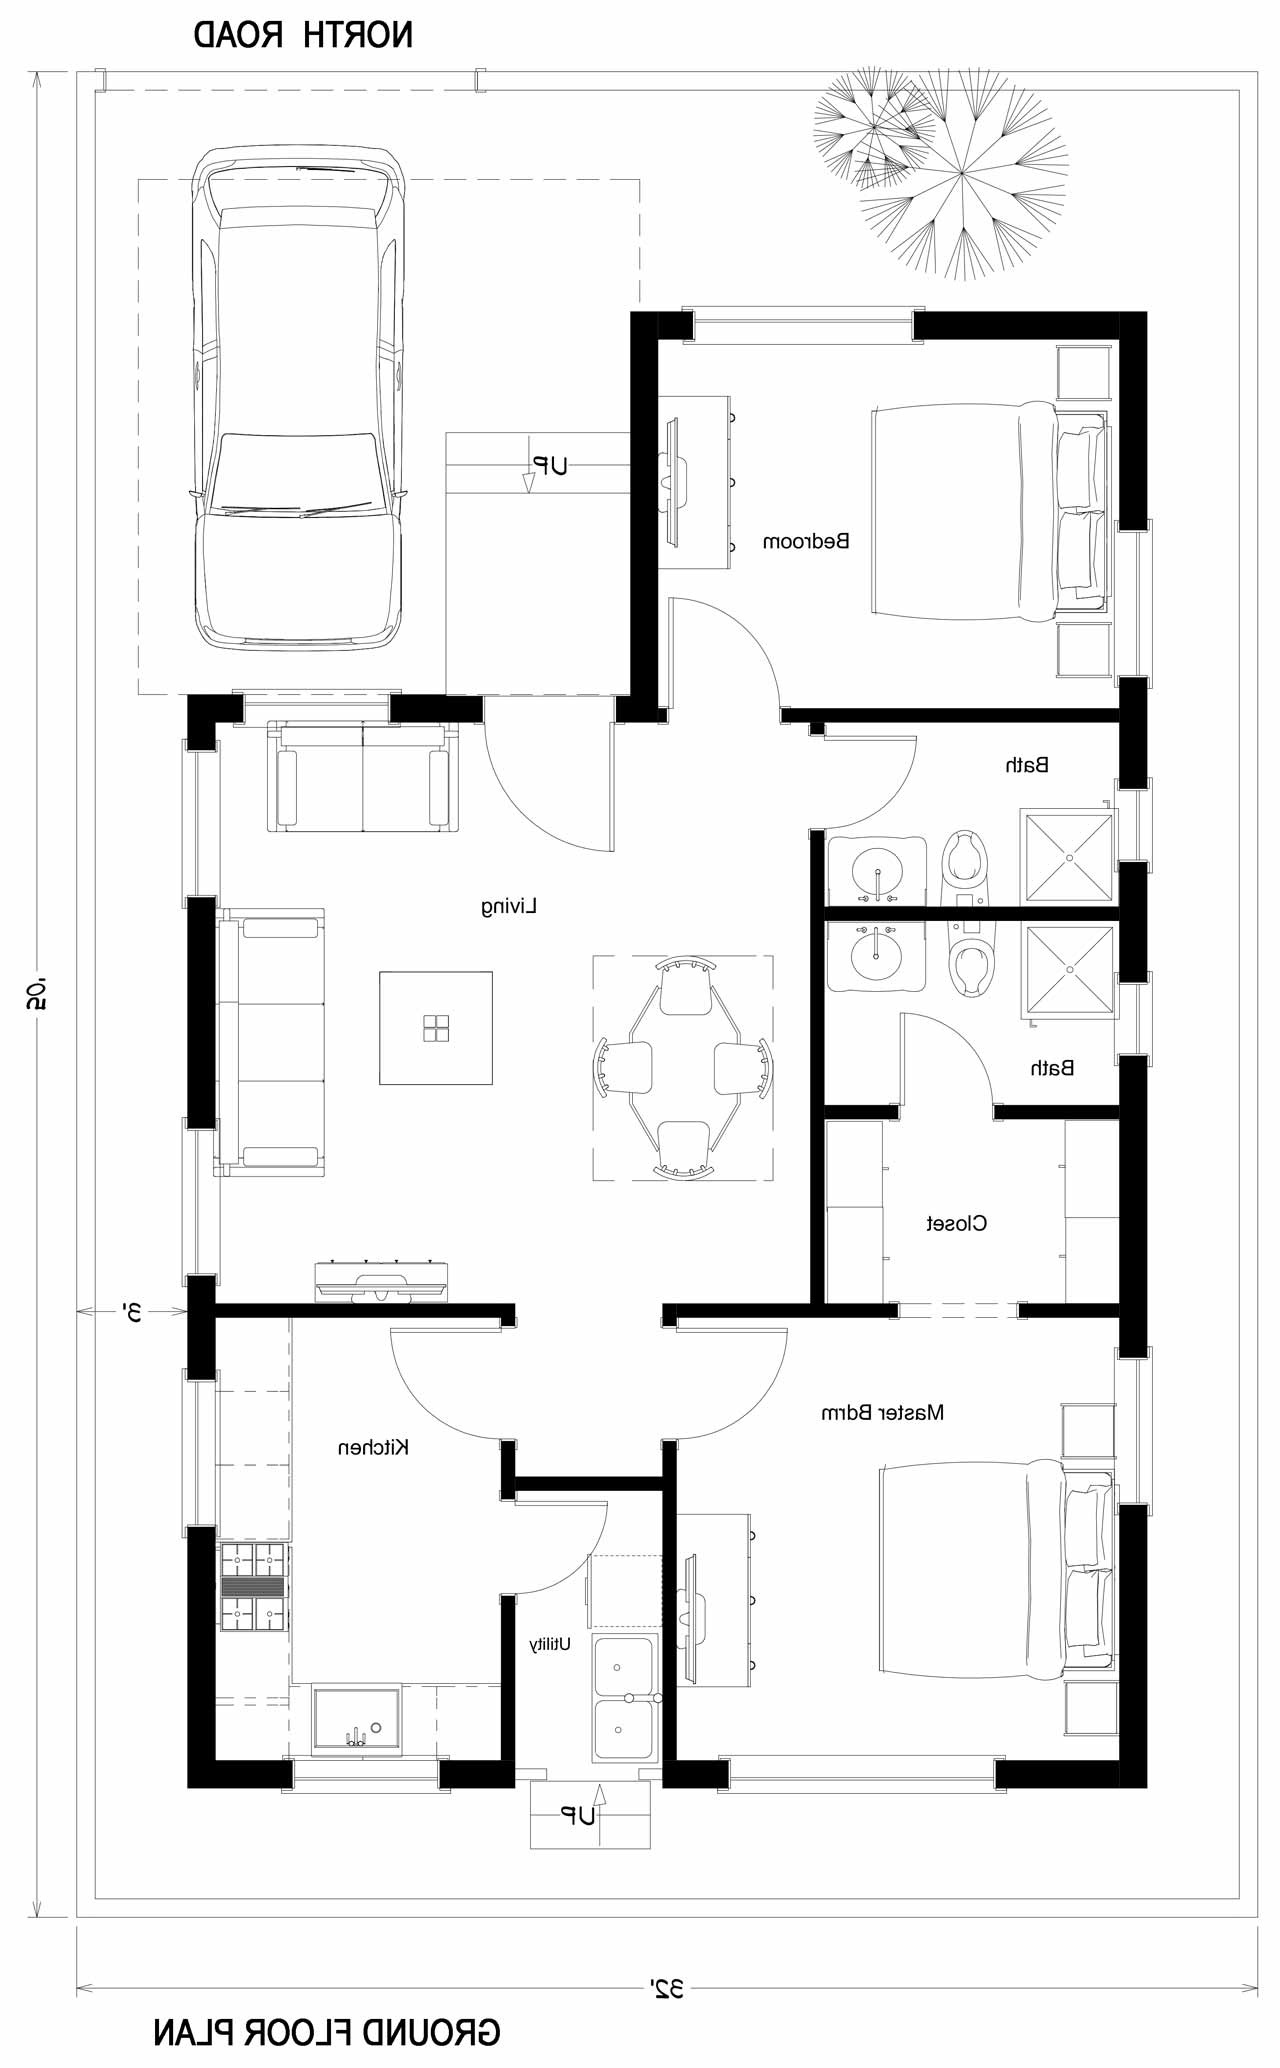 NORTH ROAD
UP
Bedroom
Bath
Living
50'
Bath
Closet
3'
Master Bdrm
Kitchen
Utility
UP
32'
GROUND FLOOR PLAN